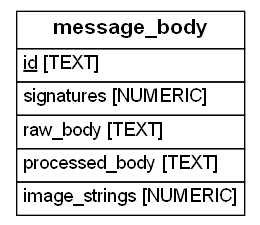 message_body
id [TEXT]
signatures [NUMERIC]
raw_body [TEXT]
processed_body [TEXT]
image_strings [NUMERIC]